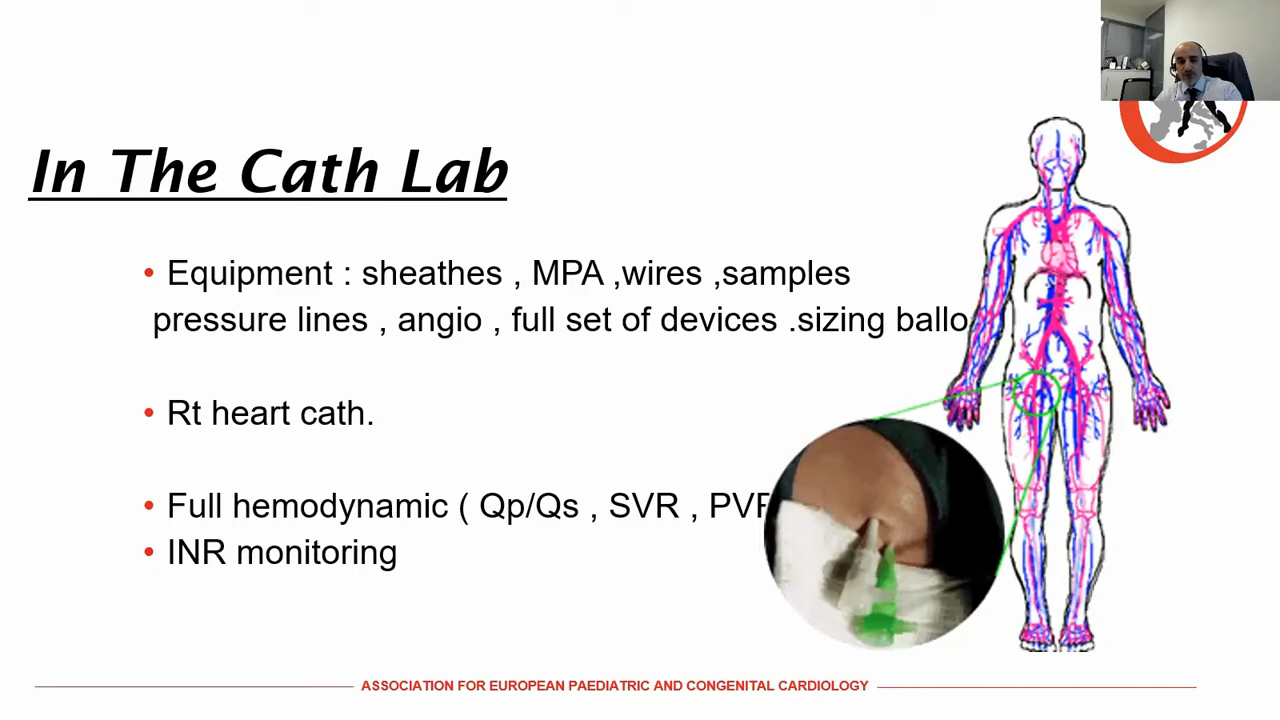 In The Cath Lab
• Equipment : sheathes , MPA ,wires ,samples
pressure lines , angio , full set of devices .sizing ballo
• Rt heart cath.
• Full hemodynamic ( Qp/Qs , SVR ,
• INR monitoring
ASSOCIATION FOR EUROPEAN PAEDIATRIC AND CONGENITAL CARDIOLOGY